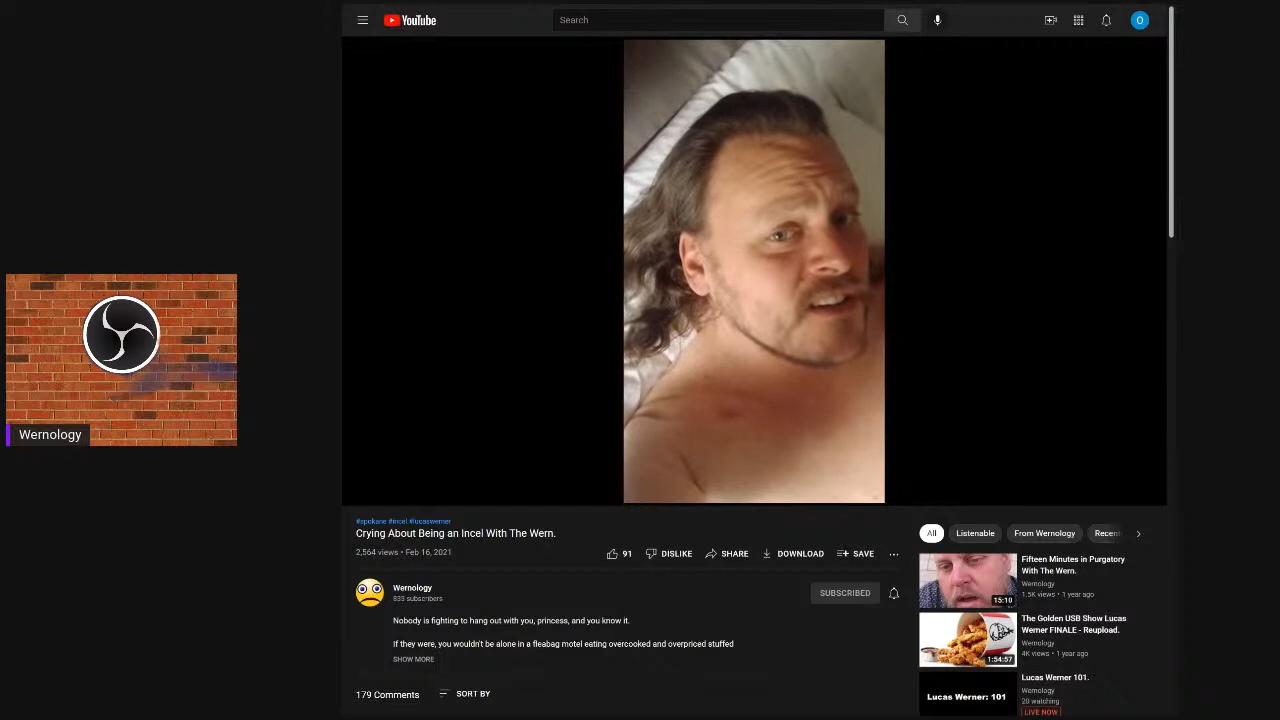 YouTube
Search
O
Wernology
#spokane #incel #lucaswerner
Crying About Being an Incel With The Wern.
2,564 views • Feb 16, 2021
91
DISLIKE
SHARE
DOWNLOAD
SAVE
Wernology
833 subscribers
SUBSCRIBED
Nobody is fighting to hang out with you, princess, and you know it.
If they were, you wouldn't be alone in a fleabag motel eating overcooked and overpriced stuffed
SHOW MORE
179 Comments
SORT BY
All
Listenable
From Wernology
Recen
15:10
Fifteen Minutes in Purgatory
With The Wern.
Wernology
1.5K views • 1 year ago
1:54:57
The Golden USB Show Lucas
Werner FINALE - Reupload.
Wernology
4K views • 1 year ago
Lucas Werner: 101
Lucas Werner 101.
Wernology
20 watching
LIVE NOW